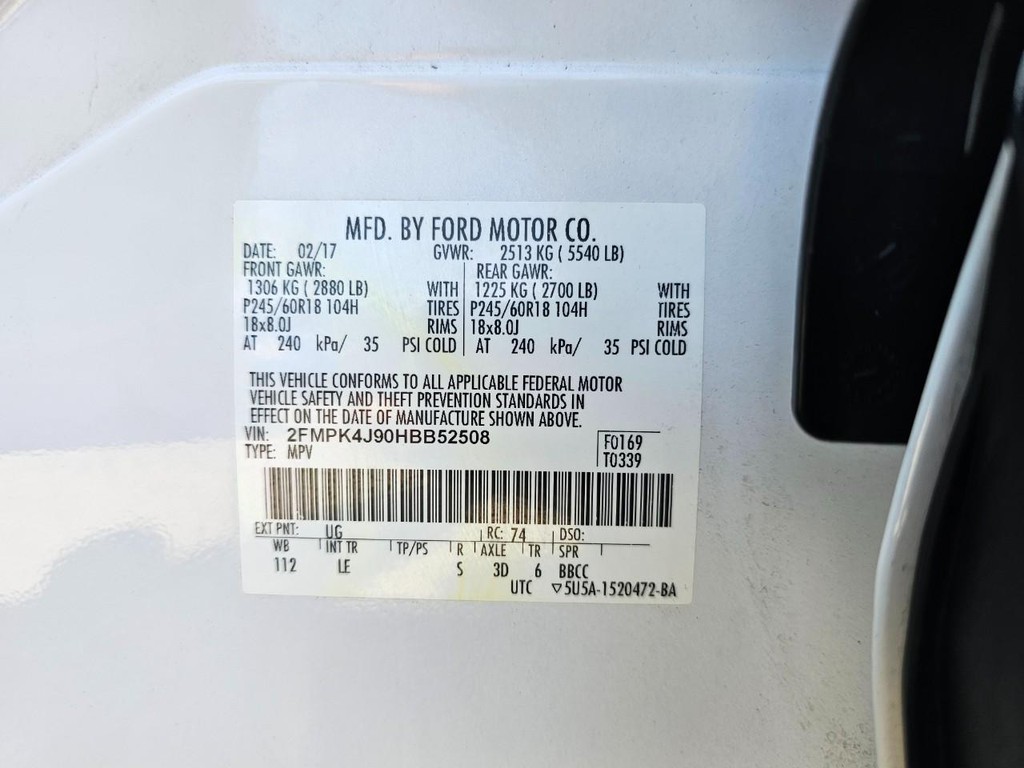 MFD. BY FORD MOTOR CO.
DATE: 02/17 GVWR: 2513 KG ( 5540 LB)
FRONT GAWR: REAR GAWR:
1306 KG ( 2880 LB) WITH 1225 KG ( 2700 LB) WITH
P245/60R18 104H TIRES P245/60R18 104H TIRES
18x8.0J RIMS 18x8.0J RIMS
AT 240 kPa/ 35 PSI COLD AT 240 kPa/ 35 PSI COLD
THIS VEHICLE CONFORMS TO ALL APPLICABLE FEDERAL MOTOR
VEHICLE SAFETY AND THEFT PREVENTION STANDARDS IN
EFFECT ON THE DATE OF MANUFACTURE SHOWN ABOVE.
VIN: 2FMPK4J90HBB52508 F0169
TYPE: MPV T0339
EXT PNT: UG RC: 74 DSO:
WB INT TR TP/PS R AXLE TR SPR
112 LE S 3D 6 BBCC
UTC ▽5U5A-1520472-BA